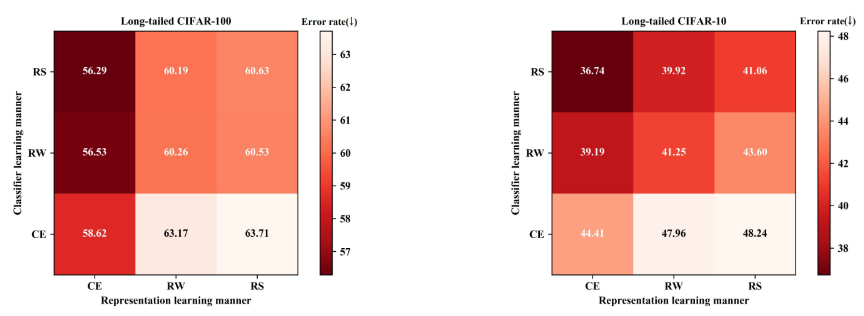 Long-tailed CIFAR-100
Error rate(↓)
Classifier learning manner
RS
RW
CE
56.29
60.19
60.63
56.53
60.26
60.53
58.62
63.17
63.71
CE
RW
RS
Representation learning manner
63
62
61
60
59
58
57
Long-tailed CIFAR-10
Error rate(↓)
Classifier learning manner
RS
RW
CE
36.74
39.92
41.06
39.19
41.25
43.60
44.41
47.96
48.24
CE
RW
RS
Representation learning manner
48
46
44
42
40
38